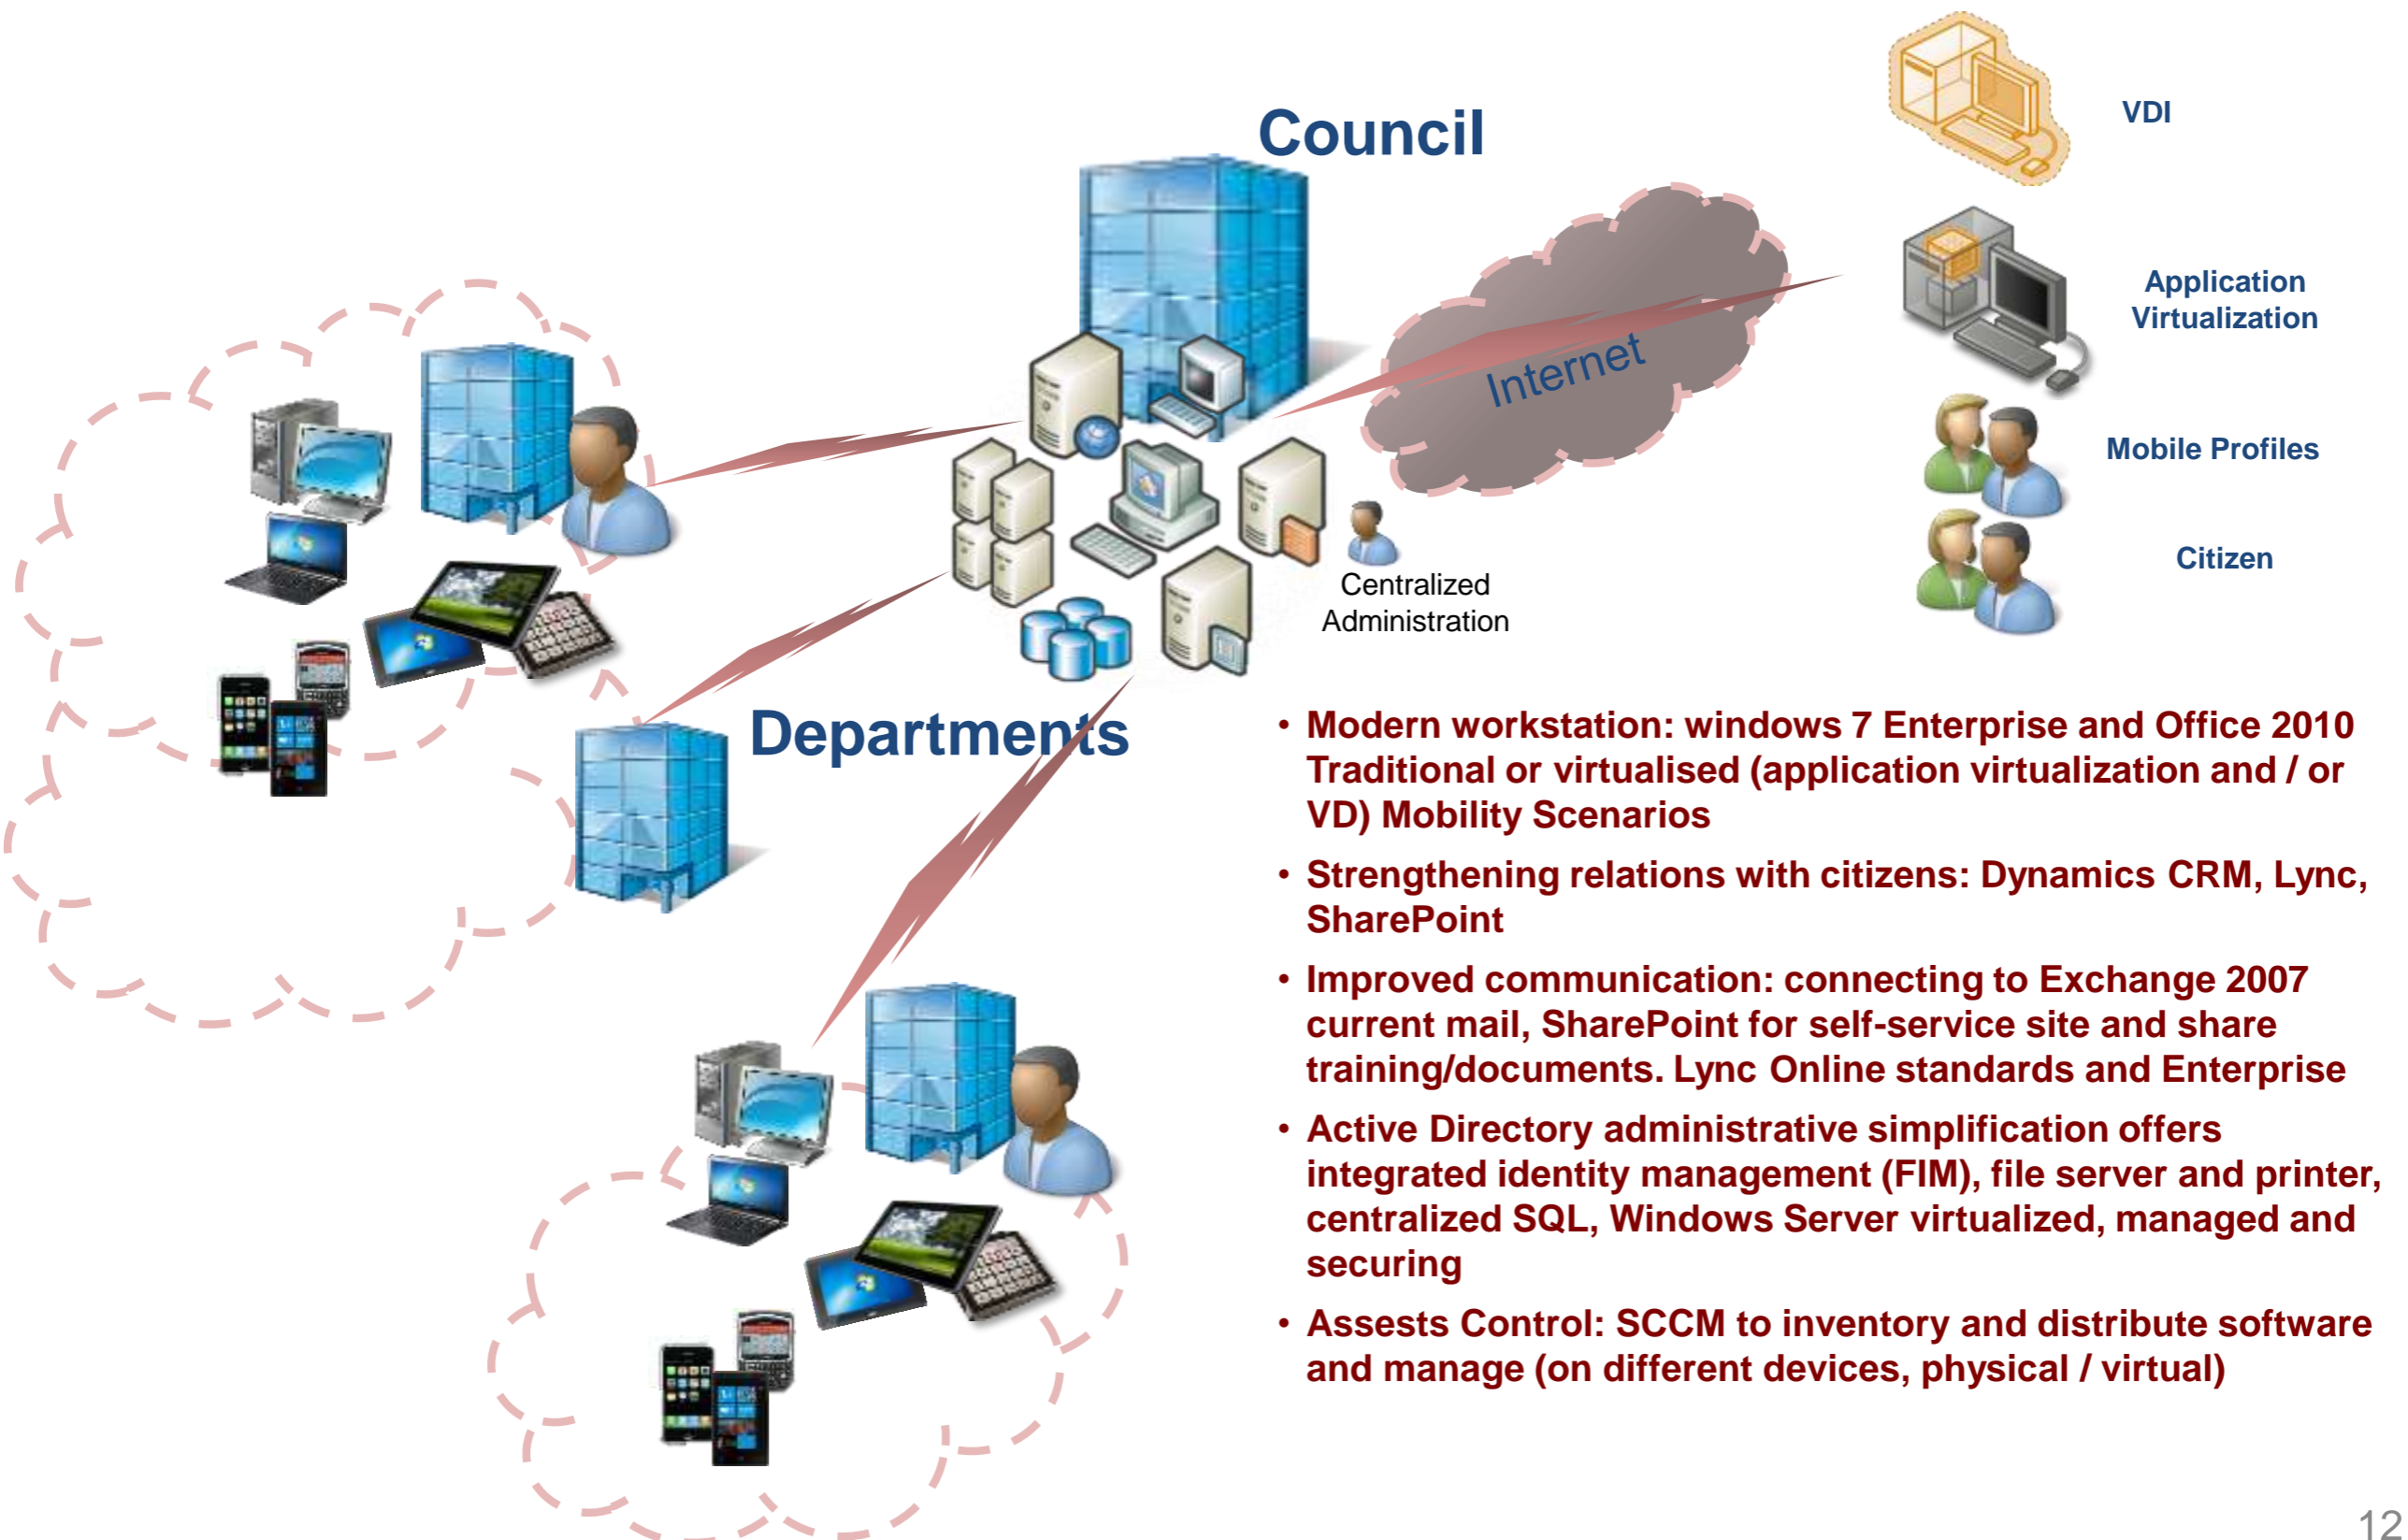 Council
VDI
Application
Virtualization
Internet
Mobile Profiles
Citizen
Centralized
Administration
Departments
• Modern workstation: windows 7 Enterprise and Office 2010
Traditional or virtualised (application virtualization and / or
VD) Mobility Scenarios
• Strengthening relations with citizens: Dynamics CRM, Lync,
SharePoint
• Improved communication: connecting to Exchange 2007
current mail, SharePoint for self-service site and share
training/documents. Lync Online standards and Enterprise
• Active Directory administrative simplification offers
integrated identity management (FIM), file server and printer,
centralized SQL, Windows Server virtualized, managed and
securing
• Assests Control: SCCM to inventory and distribute software
and manage (on different devices, physical / virtual)
12